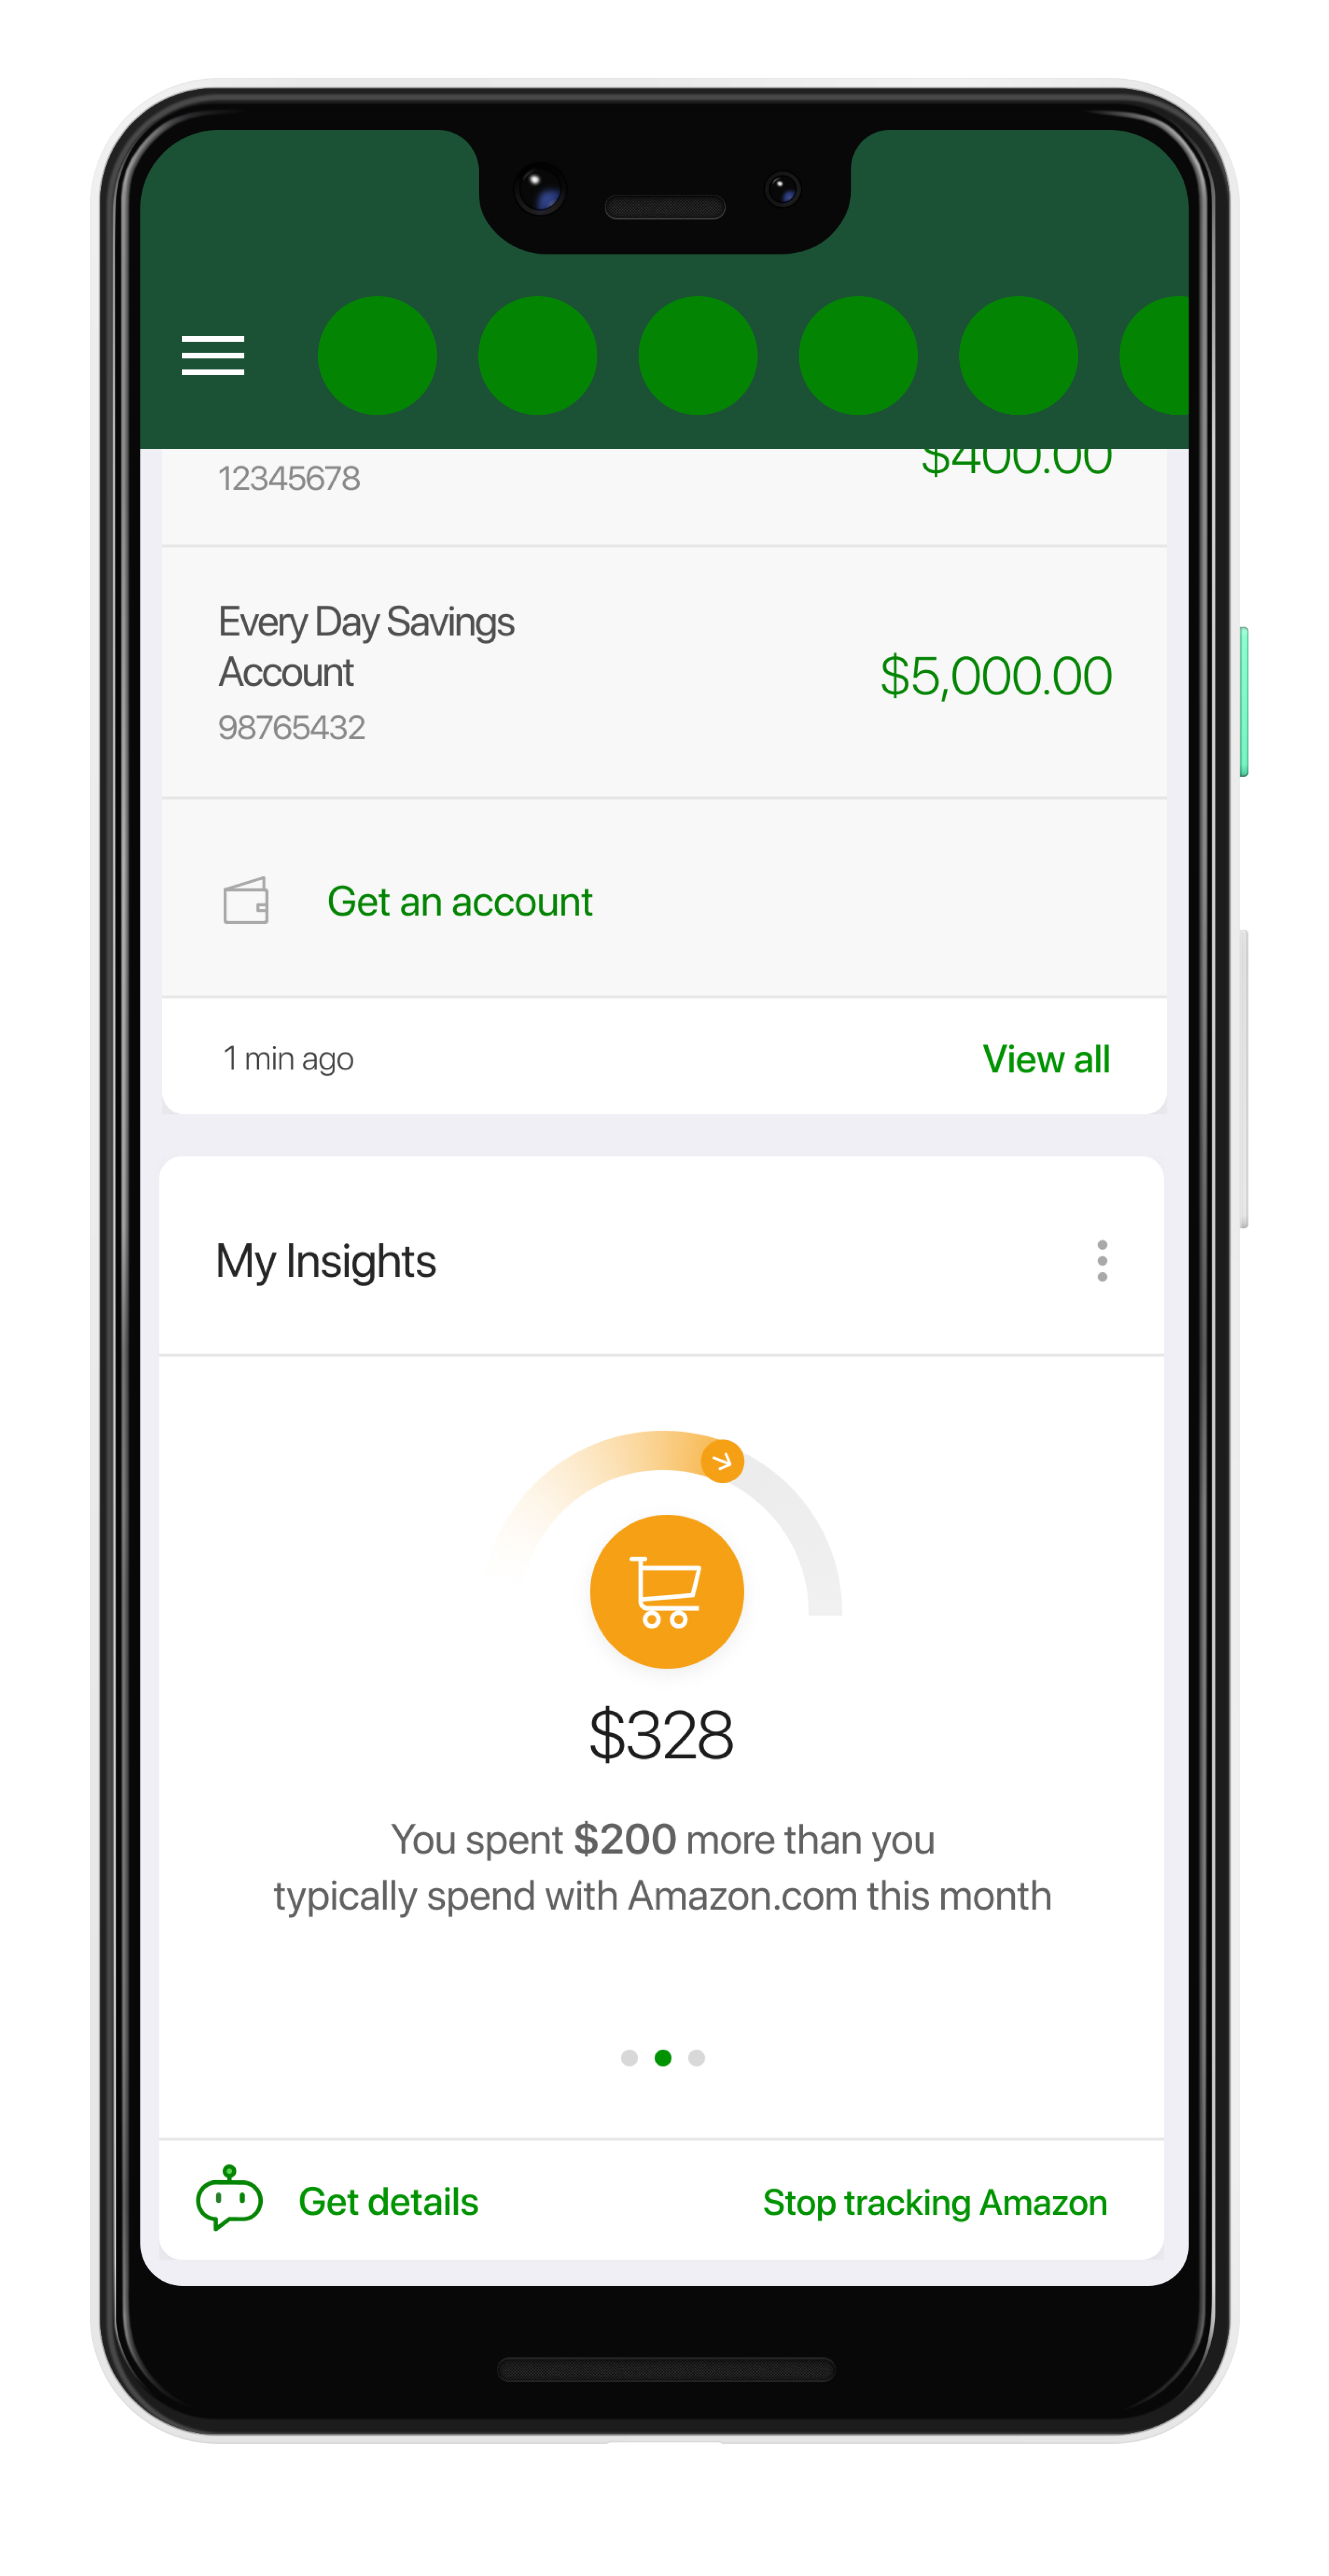 12345678
$400.00
Every Day Savings
Account
$5,000.00
98765432
Get an account
1 min ago
View all
My Insights
$328
You spent $200 more than you
typically spend with Amazon.com this month
Get details
Stop tracking Amazon